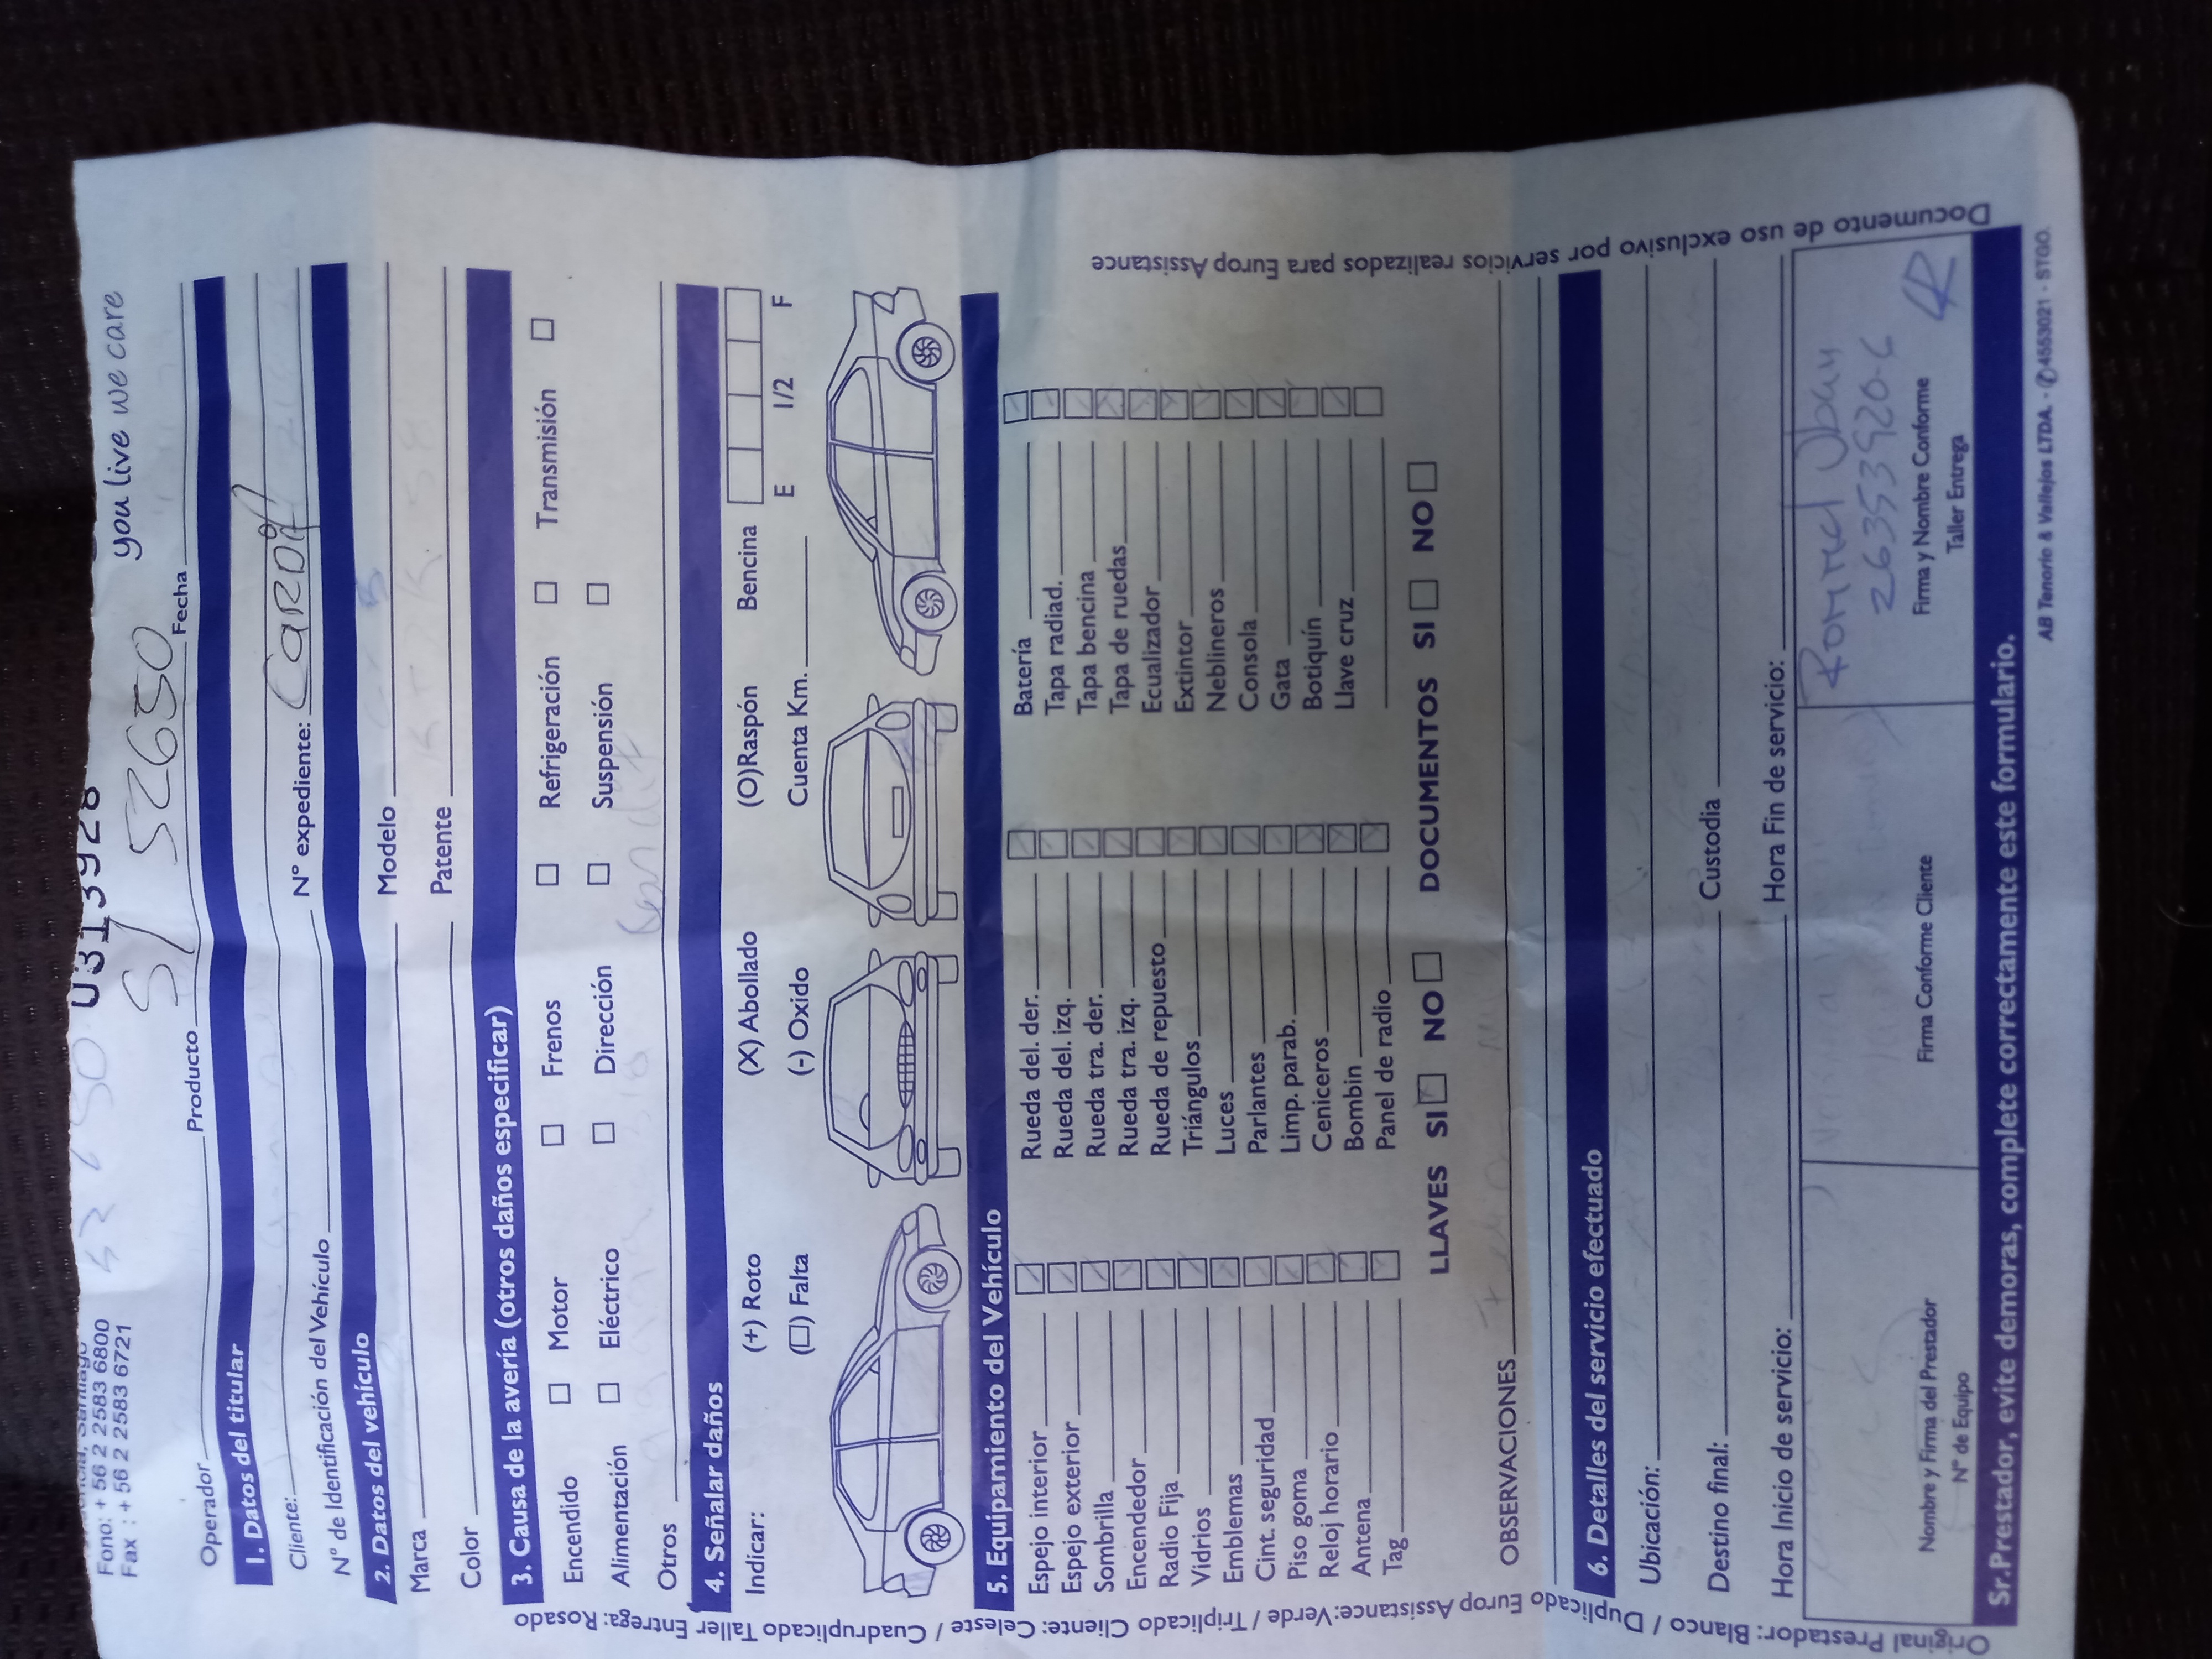 you live we care
Fono: + 56 2 2583 6800
Fax : + 56 2 2583 6721
0313928
S/ 52650
Operador Producto Fecha
1. Datos del titular
Cliente:
N° de Identificación del Vehículo N° expediente: CARDIF
2. Datos del vehículo
Marca Modelo
Color Patente
3. Causa de la avería (otros daños especificar)
Encendido Motor Frenos Refrigeración Transmisión
Alimentación Eléctrico Dirección Suspensión
Otros
4. Señalar daños
Indicar: (+) Roto (X) Abollado (O)Raspón Bencina
(□) Falta (-) Oxido Cuenta Km. E 1/2 F
5. Equipamiento del Vehículo
Espejo interior Rueda del. der. Batería
Espejo exterior Rueda del. izq. Tapa radiad.
Sombrilla Rueda tra. der. Tapa bencina
Encendedor Rueda tra. izq. Tapa de ruedas
Radio Fija Rueda de repuesto Ecualizador
Vidrios Triángulos Extintor
Emblemas Luces Neblineros
Cint. seguridad Parlantes Consola
Piso goma Limp. parab. Gata
Reloj horario Ceniceros Botiquín
Antena Bombin Llave cruz
Tag Panel de radio
LLAVES SI NO DOCUMENTOS SI NO
OBSERVACIONES
6. Detalles del servicio efectuado
Ubicación:
Destino final: Custodia
Hora Inicio de servicio: Hora Fin de servicio:
26353920-6
Nombre y Firma del Prestador Firma Conforme Cliente Firma y Nombre Conforme
N° de Equipo Taller Entrega
Sr.Prestador, evite demoras, complete correctamente este formulario.
AB Tenorio & Vallejos LTDA. - ✆4553021 - STGO.
Original Prestador: Blanco / Duplicado Europ Assistance:Verde / Triplicado Cliente: Celeste / Cuadruplicado Taller Entrega: Rosado
Documento de uso exclusivo por servicios realizados para Europ Assistance